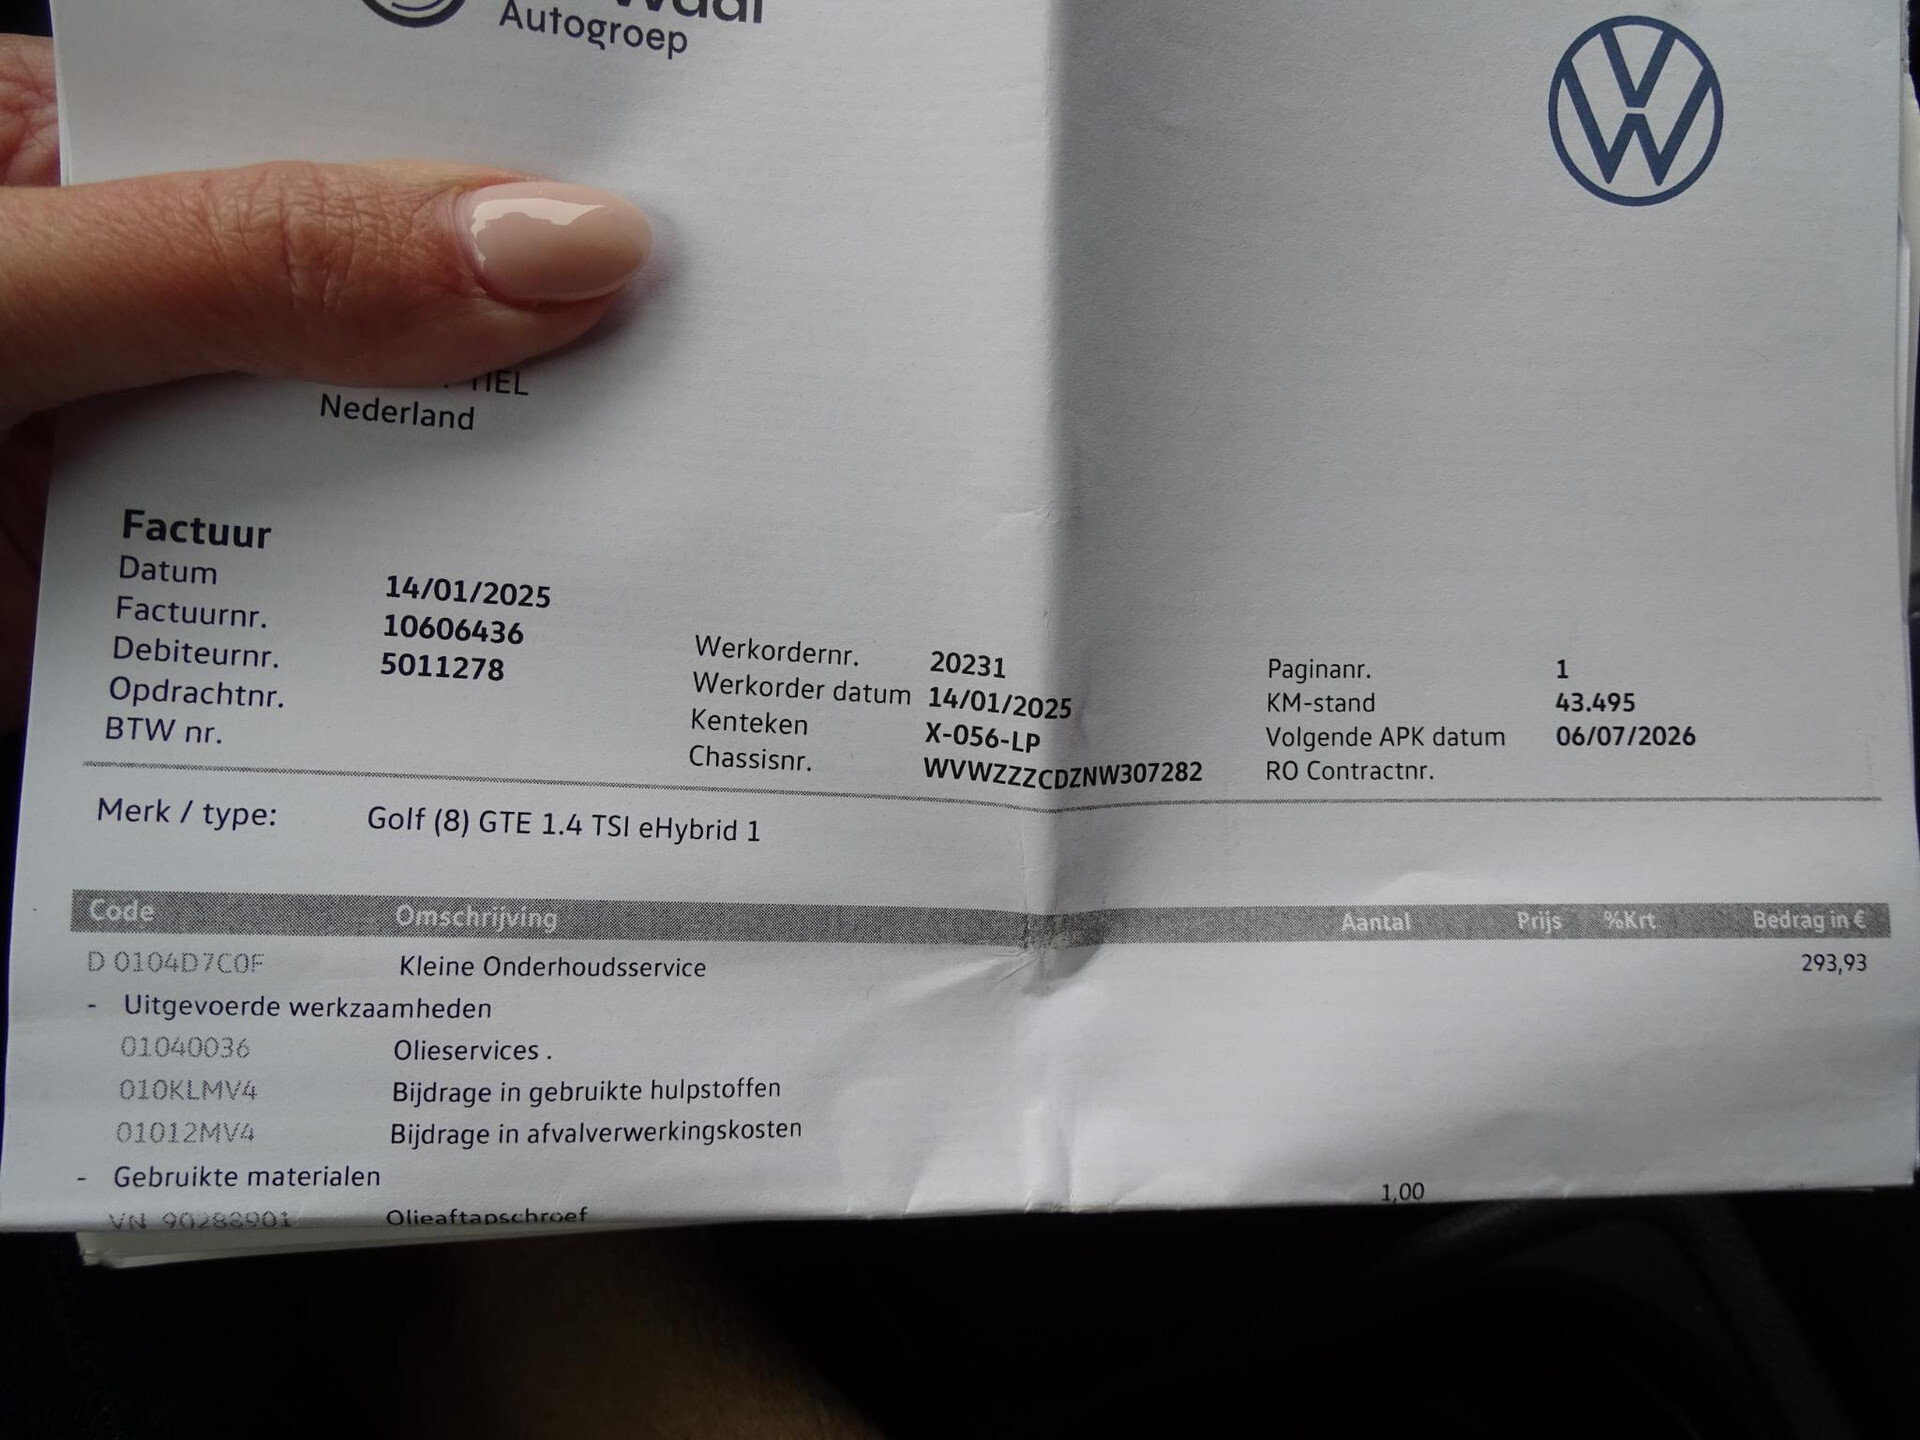 Autogroep
Nederland
Factuur
Datum 14/01/2025
Factuurnr. 10606436
Debiteurnr. 5011278
Opdrachtnr.
BTW nr.
Werkordernr. 20231
Werkorder datum 14/01/2025
Kenteken X-056-LP
Chassisnr. WVWZZZCDZNW307282
Paginanr. 1
KM-stand 43.495
Volgende APK datum 06/07/2026
RO Contractnr.
Merk / type: Golf (8) GTE 1.4 TSI eHybrid 1
Code Omschrijving Aantal Prijs %Krt Bedrag in €
D 0104D7C0F Kleine Onderhoudsservice 293,93
- Uitgevoerde werkzaamheden
01040036 Olieservices .
010KLMV4 Bijdrage in gebruikte hulpstoffen
01012MV4 Bijdrage in afvalverwerkingskosten
- Gebruikte materialen
VN 90288901 Olieaftapschroef 1,00